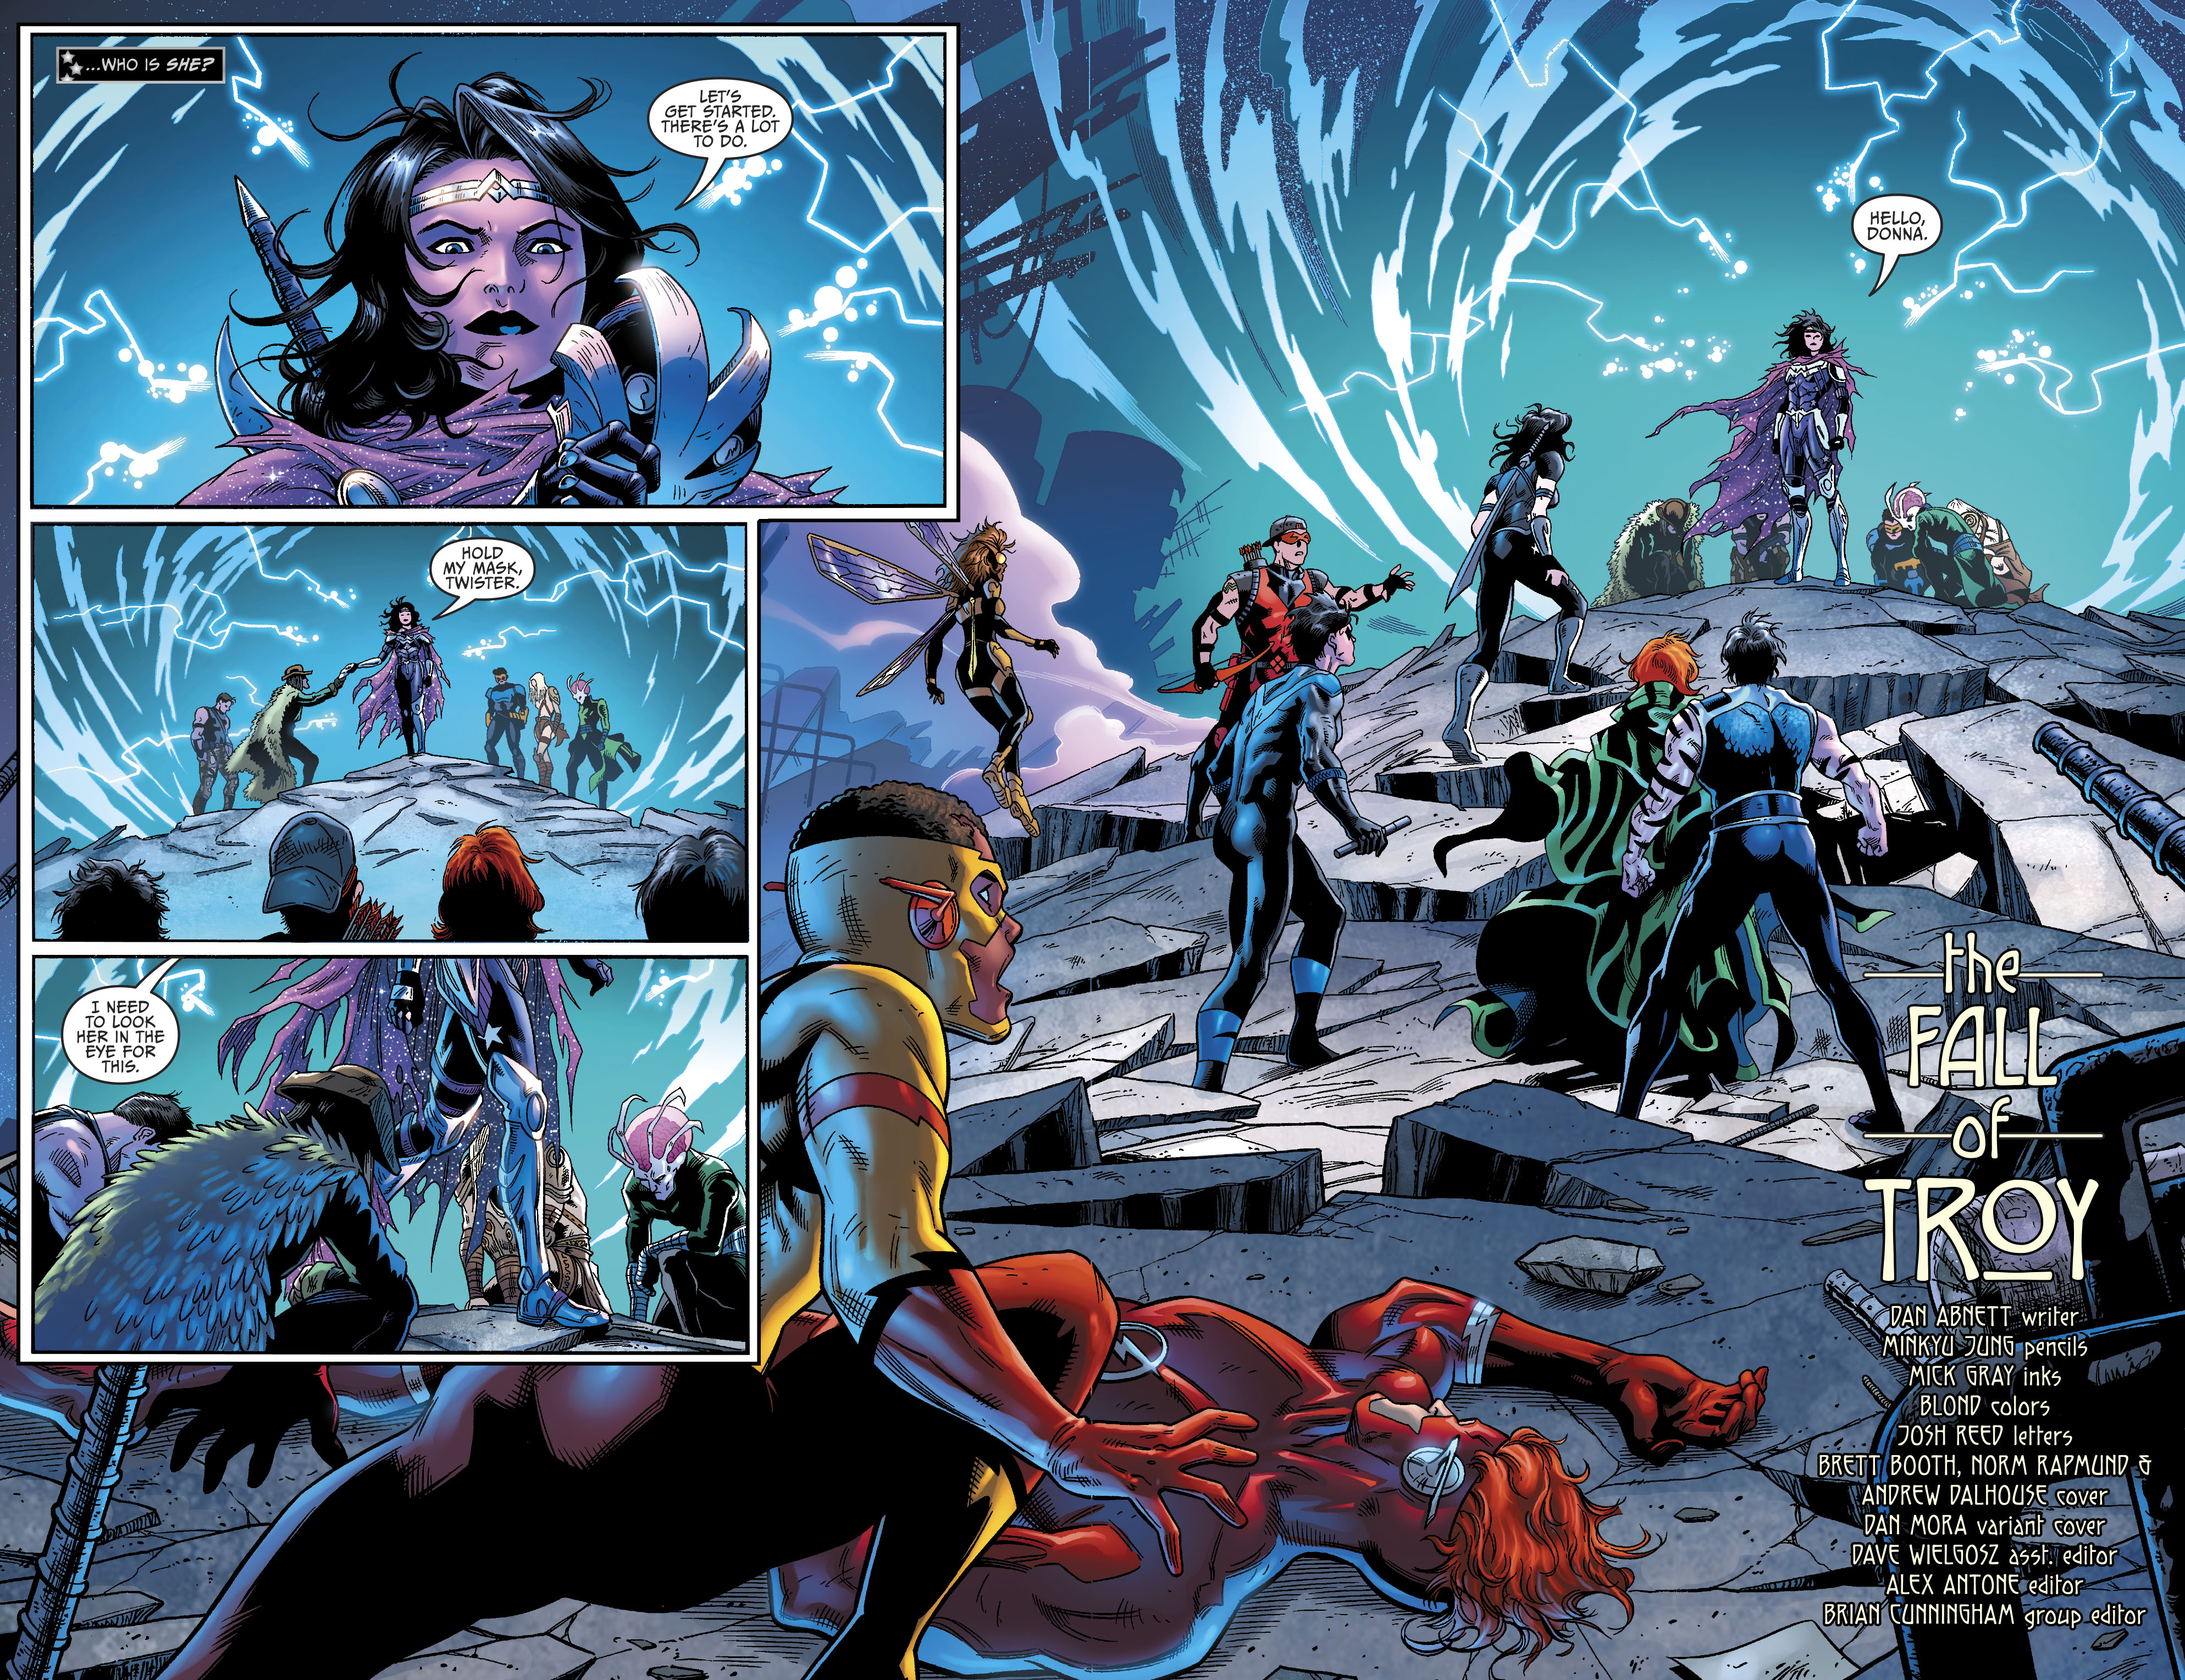 ...WHO IS SHE?
LET'S
GET STARTED.
THERE'S A LOT
TO DO.
HOLD
MY MASK,
TWISTER.
I NEED
TO LOOK
HER IN THE
EYE FOR
THIS.
HELLO,
DONNA.
the
FALL
of
TROY
DAN ABNETT writer
MINKYU JUNG pencils
MICK GRAY inks
BLOND colors
JOSH REED letters
BRETT BOOTH, NORM RAPMUND &
ANDREW DALHOUSE cover
DAN MORA variant cover
DAVE WIELGOSZ asst. editor
ALEX ANTONE editor
BRIAN CUNNINGHAM group editor